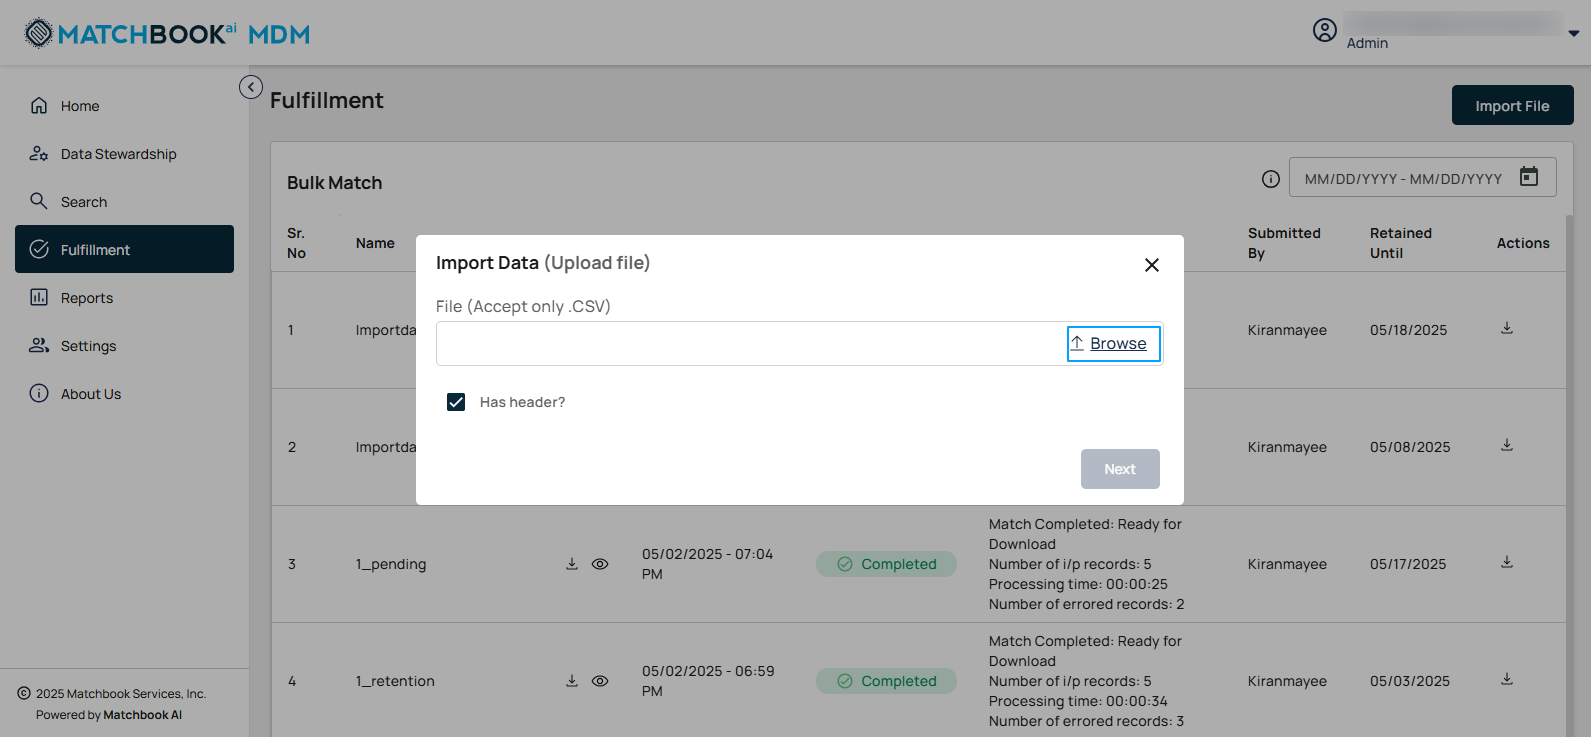 MATCHBOOK ai MDM
Admin
Home
Data Stewardship
Search
Fulfillment
Reports
Settings
About Us
© 2025 Matchbook Services, Inc.
Powered by Matchbook AI
Fulfillment
Import File
Bulk Match
MM/DD/YYYY - MM/DD/YYYY
Sr. No
Name
Submitted By
Retained Until
Actions
Import Data (Upload file)
File (Accept only .CSV)
Browse
Has header?
Next
1
Importda
Kiranmayee
05/18/2025
2
Importda
Kiranmayee
05/08/2025
3
1_pending
05/02/2025 - 07:04
PM
Completed
Match Completed: Ready for
Download
Number of i/p records: 5
Processing time: 00:00:25
Number of errored records: 2
Kiranmayee
05/17/2025
4
1_retention
05/02/2025 - 06:59
PM
Completed
Match Completed: Ready for
Download
Number of i/p records: 5
Processing time: 00:00:34
Number of errored records: 3
Kiranmayee
05/03/2025